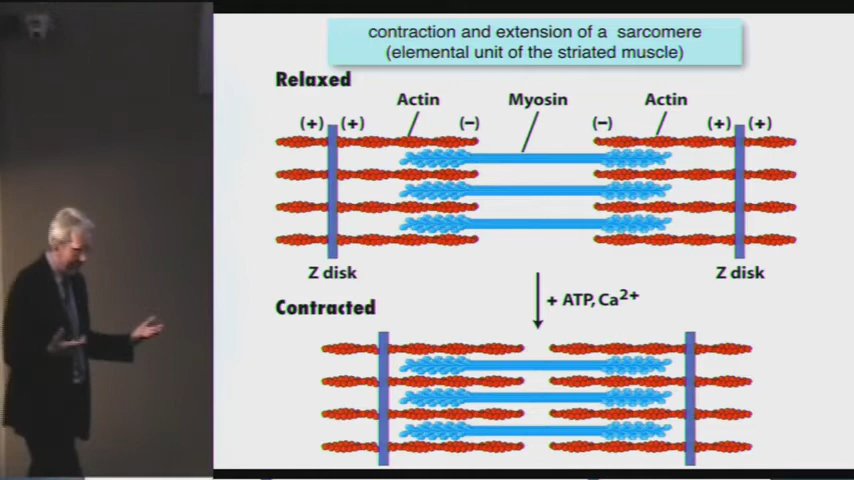 contraction and extension of a sarcomere
(elemental unit of the striated muscle)
Relaxed
Actin Myosin Actin
(+) (+) (−) (−) (+) (+)
Z disk Z disk
+ ATP, Ca2+
Contracted